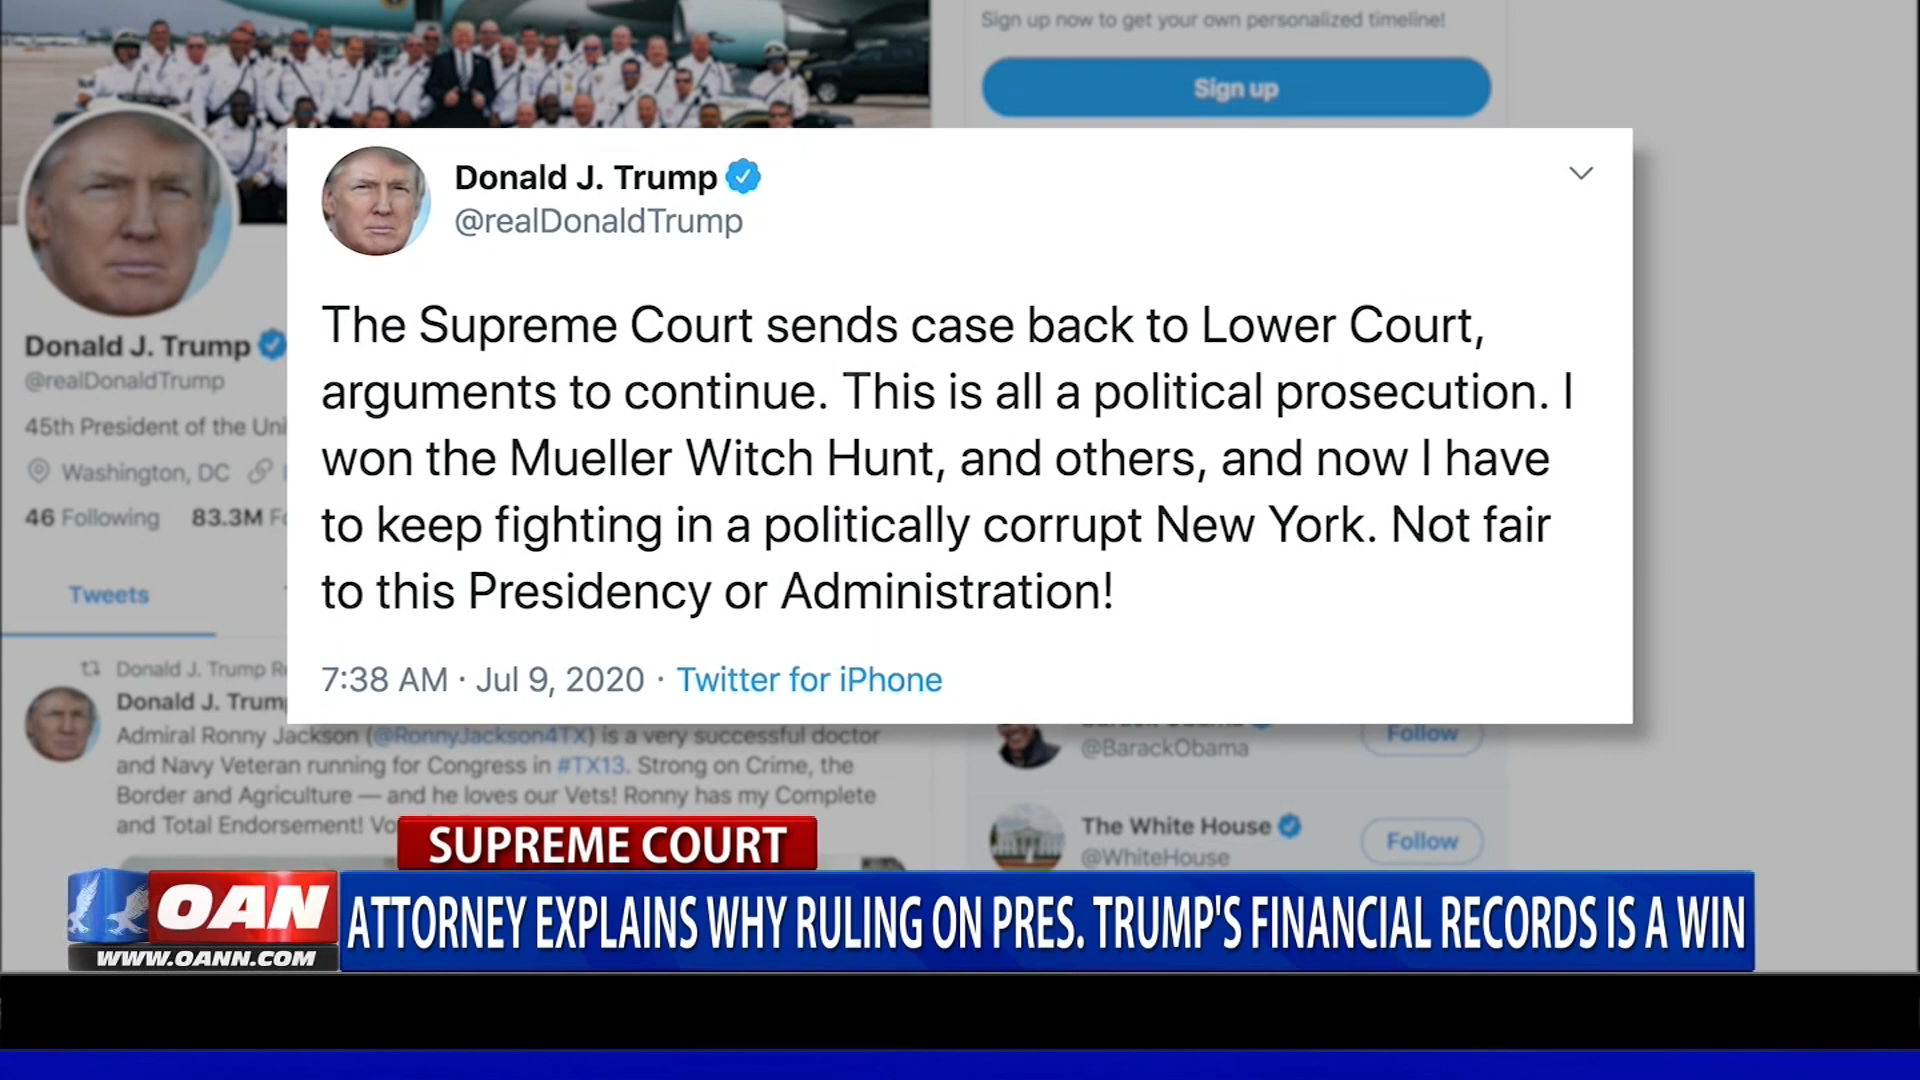 Sign up now to get your own personalized timeline!
Sign up
Donald J. Trump
@realDonaldTrump
The Supreme Court sends case back to Lower Court,
arguments to continue. This is all a political prosecution. I
won the Mueller Witch Hunt, and others, and now I have
to keep fighting in a politically corrupt New York. Not fair
to this Presidency or Administration!
7:38 AM · Jul 9, 2020 · Twitter for iPhone
Donald J. Trump
@realDonaldTrump
45th President of the Uni
Washington, DC
46 Following 83.3M Fo
Tweets
Donald J. Trump Re
Donald J. Trump
Admiral Ronny Jackson (@RonnyJackson4TX) is a very successful doctor
and Navy Veteran running for Congress in #TX13. Strong on Crime, the
Border and Agriculture — and he loves our Vets! Ronny has my Complete
and Total Endorsement! Vo
@BarackObama
Follow
The White House
@WhiteHouse
Follow
SUPREME COURT
OAN
WWW.OANN.COM
ATTORNEY EXPLAINS WHY RULING ON PRES. TRUMP'S FINANCIAL RECORDS IS A WIN